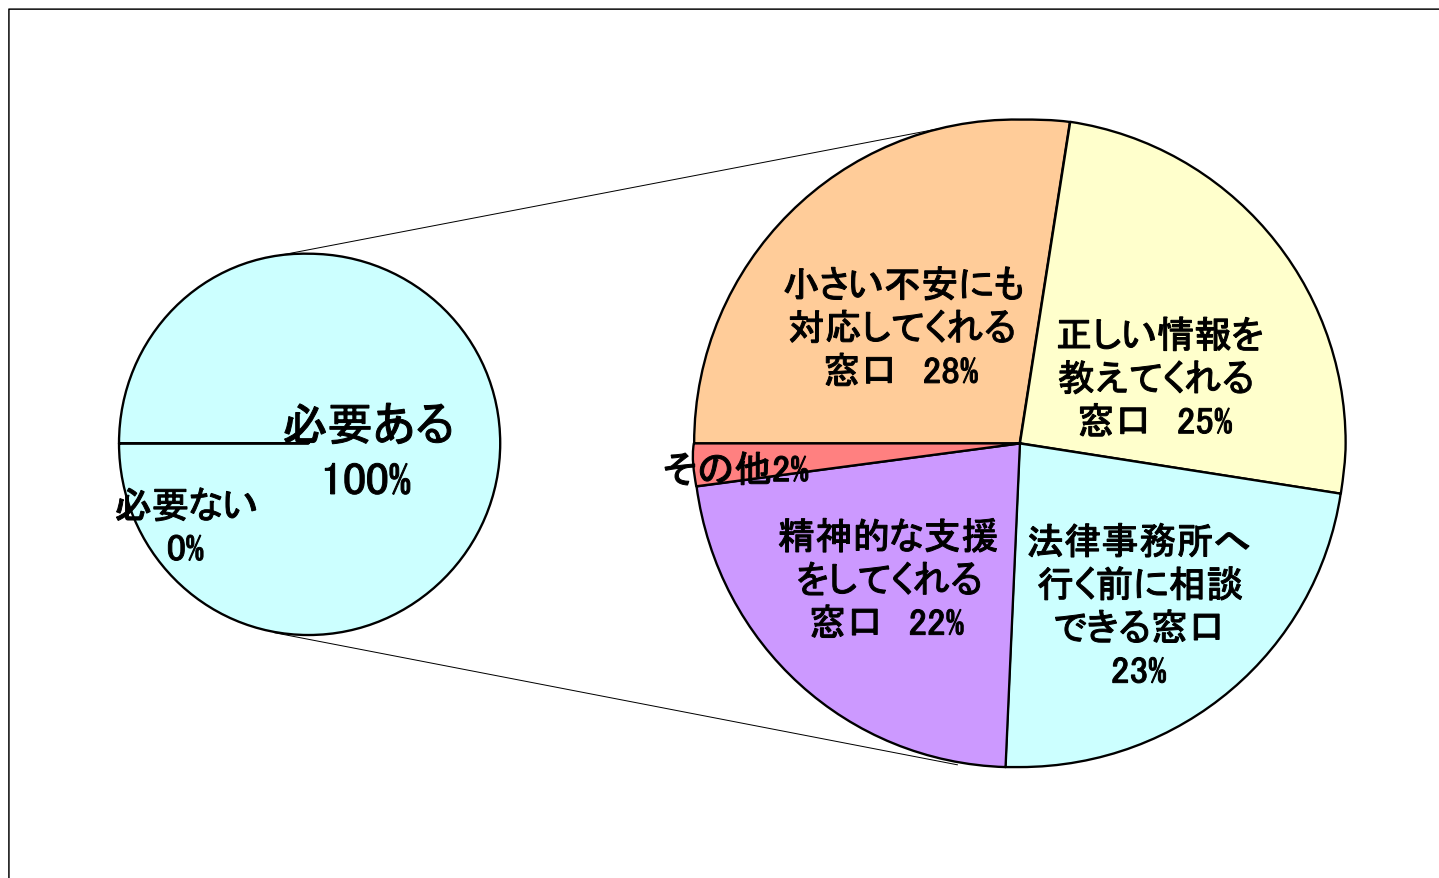 必要ある
100%
必要ない
0%
小さい不安にも
対応してくれる
窓口　28%
正しい情報を
教えてくれる
窓口　25%
法律事務所へ
行く前に相談
できる窓口
23%
精神的な支援
をしてくれる
窓口　22%
その他2%